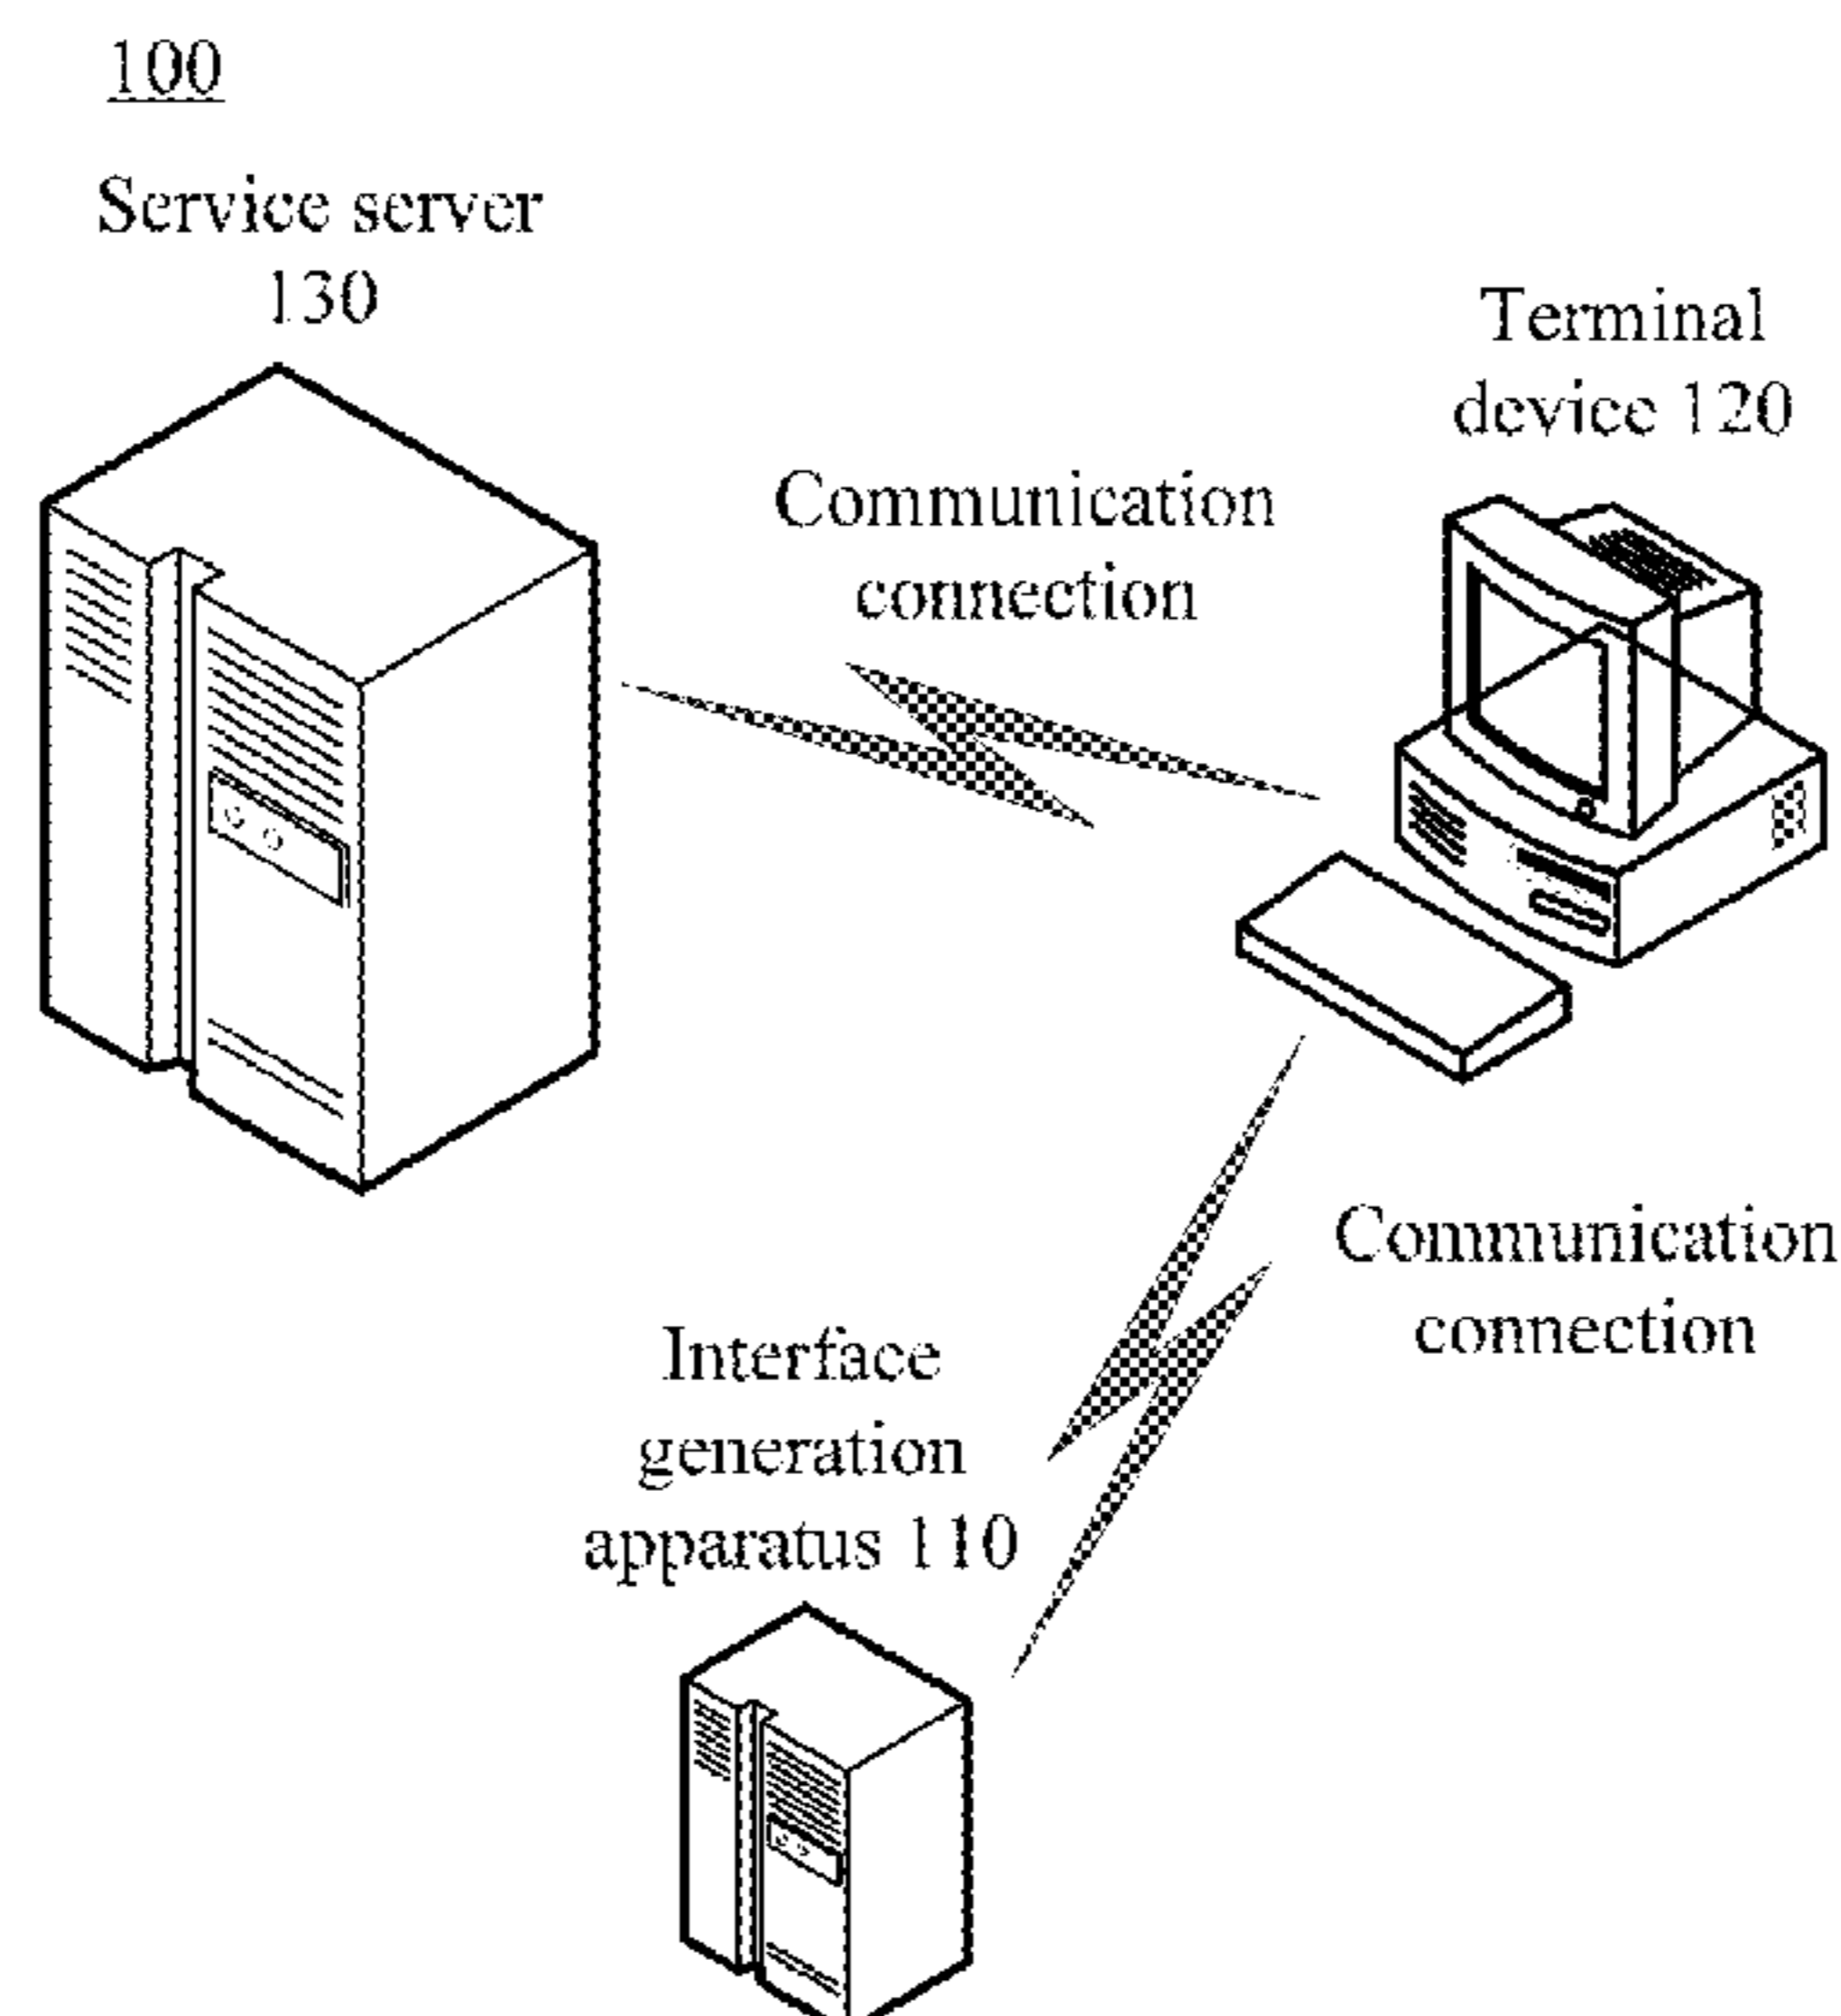 100
Service server
130
Terminal
device 120
Communication
connection
Communication
connection
Interface
generation
apparatus 110